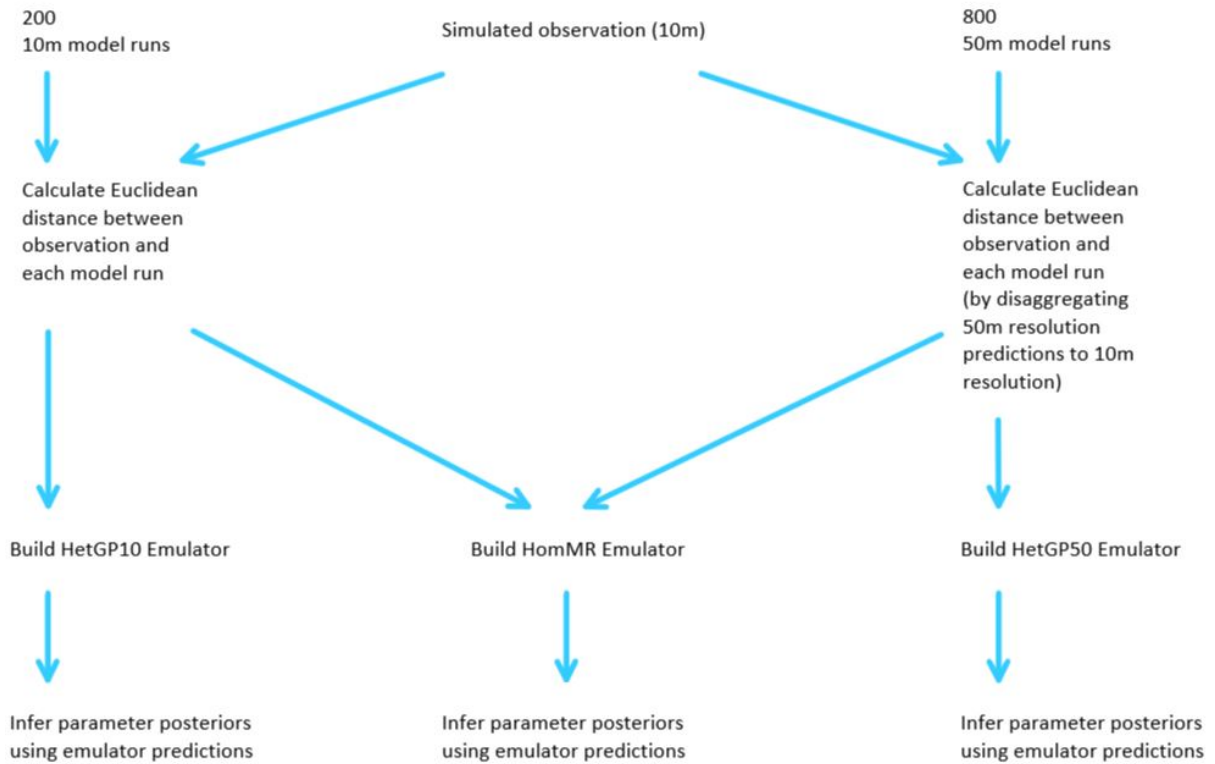 200
10m model runs
Simulated observation (10m)
800
50m model runs
Calculate Euclidean
distance between
observation and
each model run
Calculate Euclidean
distance between
observation and
each model run
(by disaggregating
50m resolution
predictions to 10m
resolution)
Build HetGP10 Emulator
Build HomMR Emulator
Build HetGP50 Emulator
Infer parameter posteriors
using emulator predictions
Infer parameter posteriors
using emulator predictions
Infer parameter posteriors
using emulator predictions